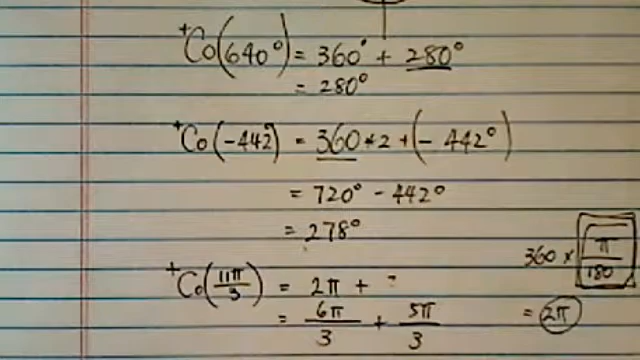 +Co(640°) = 360° + 280°
= 280°
+Co(-442) = 360 * 2 + (- 442°)
= 720° - 442°
= 278°
360 × π/180
+Co(11π/3) = 2π + ?
= 6π/3 + 5π/3
= 2π